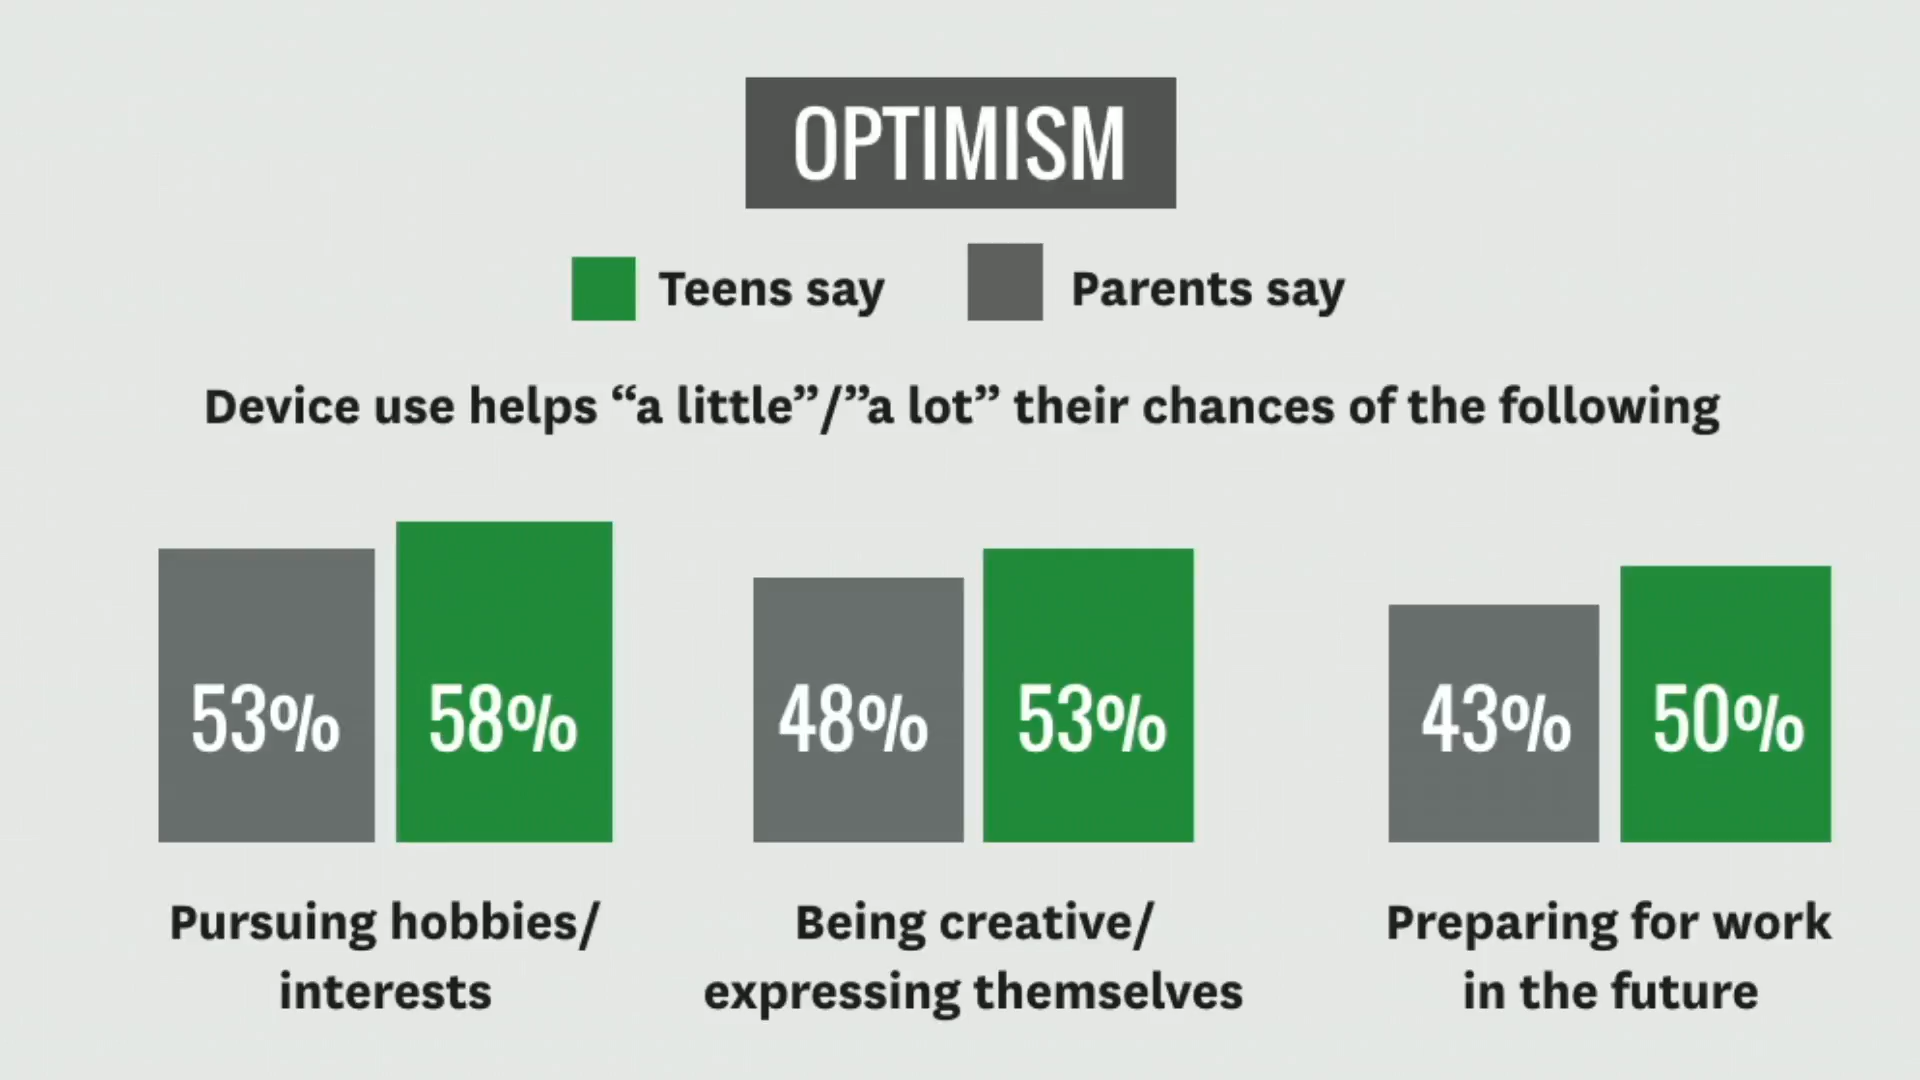 OPTIMISM
Teens say
Parents say
Device use helps “a little”/”a lot” their chances of the following
53%
58%
48%
53%
43%
50%
Pursuing hobbies/
interests
Being creative/
expressing themselves
Preparing for work
in the future